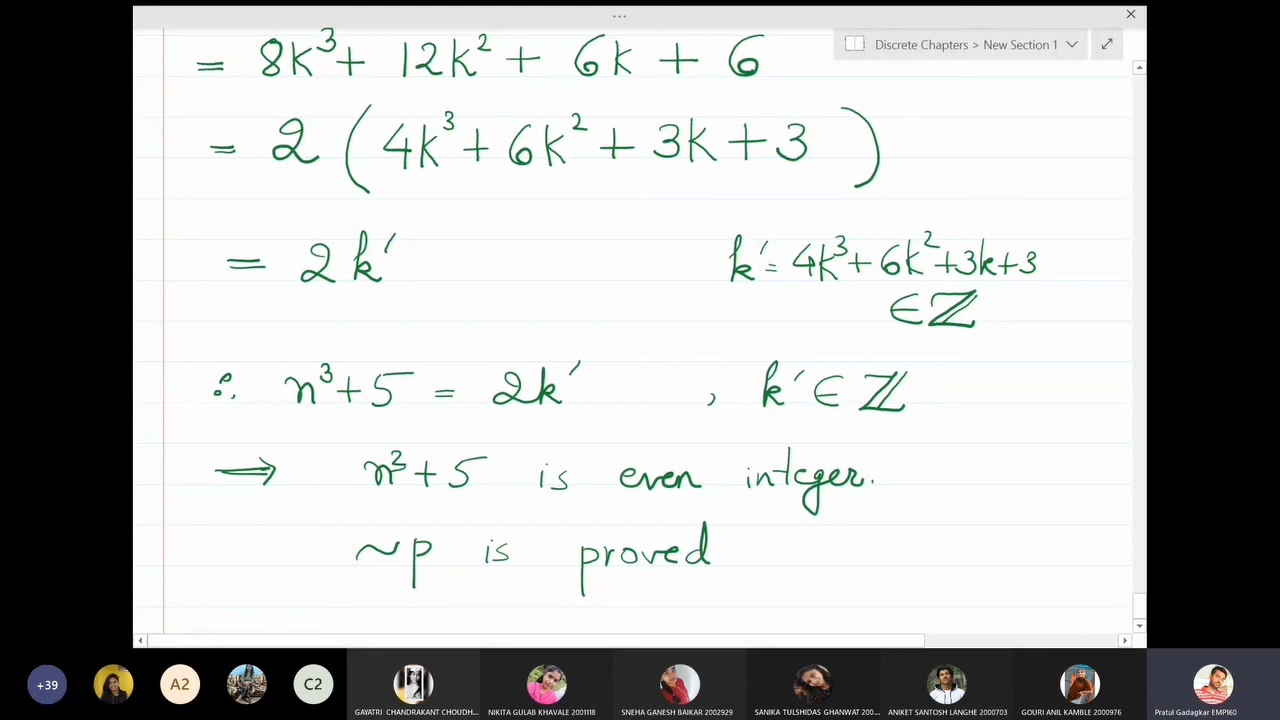 Discrete Chapters > New Section 1
= 8k³ + 12k² + 6k + 6
= 2 ( 4k³ + 6k² + 3k + 3 )
= 2k′ k′ = 4k³ + 6k² + 3k + 3
∈ ℤ
∴ n³ + 5 = 2k′ , k′ ∈ ℤ
⟹ n³ + 5 is even integer.
~p is proved
+39 A2 C2
GAYATRI CHANDRAKANT CHOUDH... NIKITA GULAB KHAVALE 2001118 SNEHA GANESH BAIKAR 2002929 SANIKA TULSHIDAS GHANWAT 200... ANIKET SANTOSH LANGHE 2000703 GOURI ANIL KAMBLE 2000976 Pratul Gadagkar EMP160